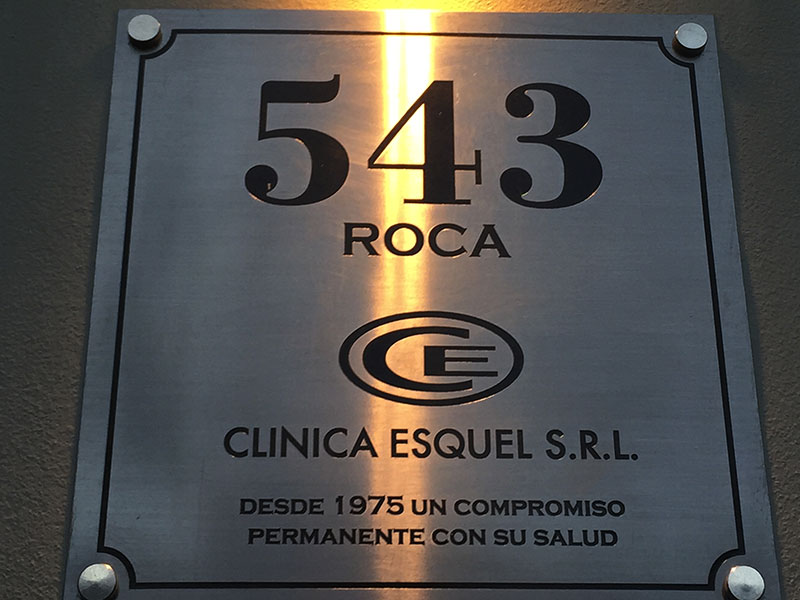 543
ROCA
CE
CLINICA ESQUEL S.R.L.
DESDE 1975 UN COMPROMISO
PERMANENTE CON SU SALUD